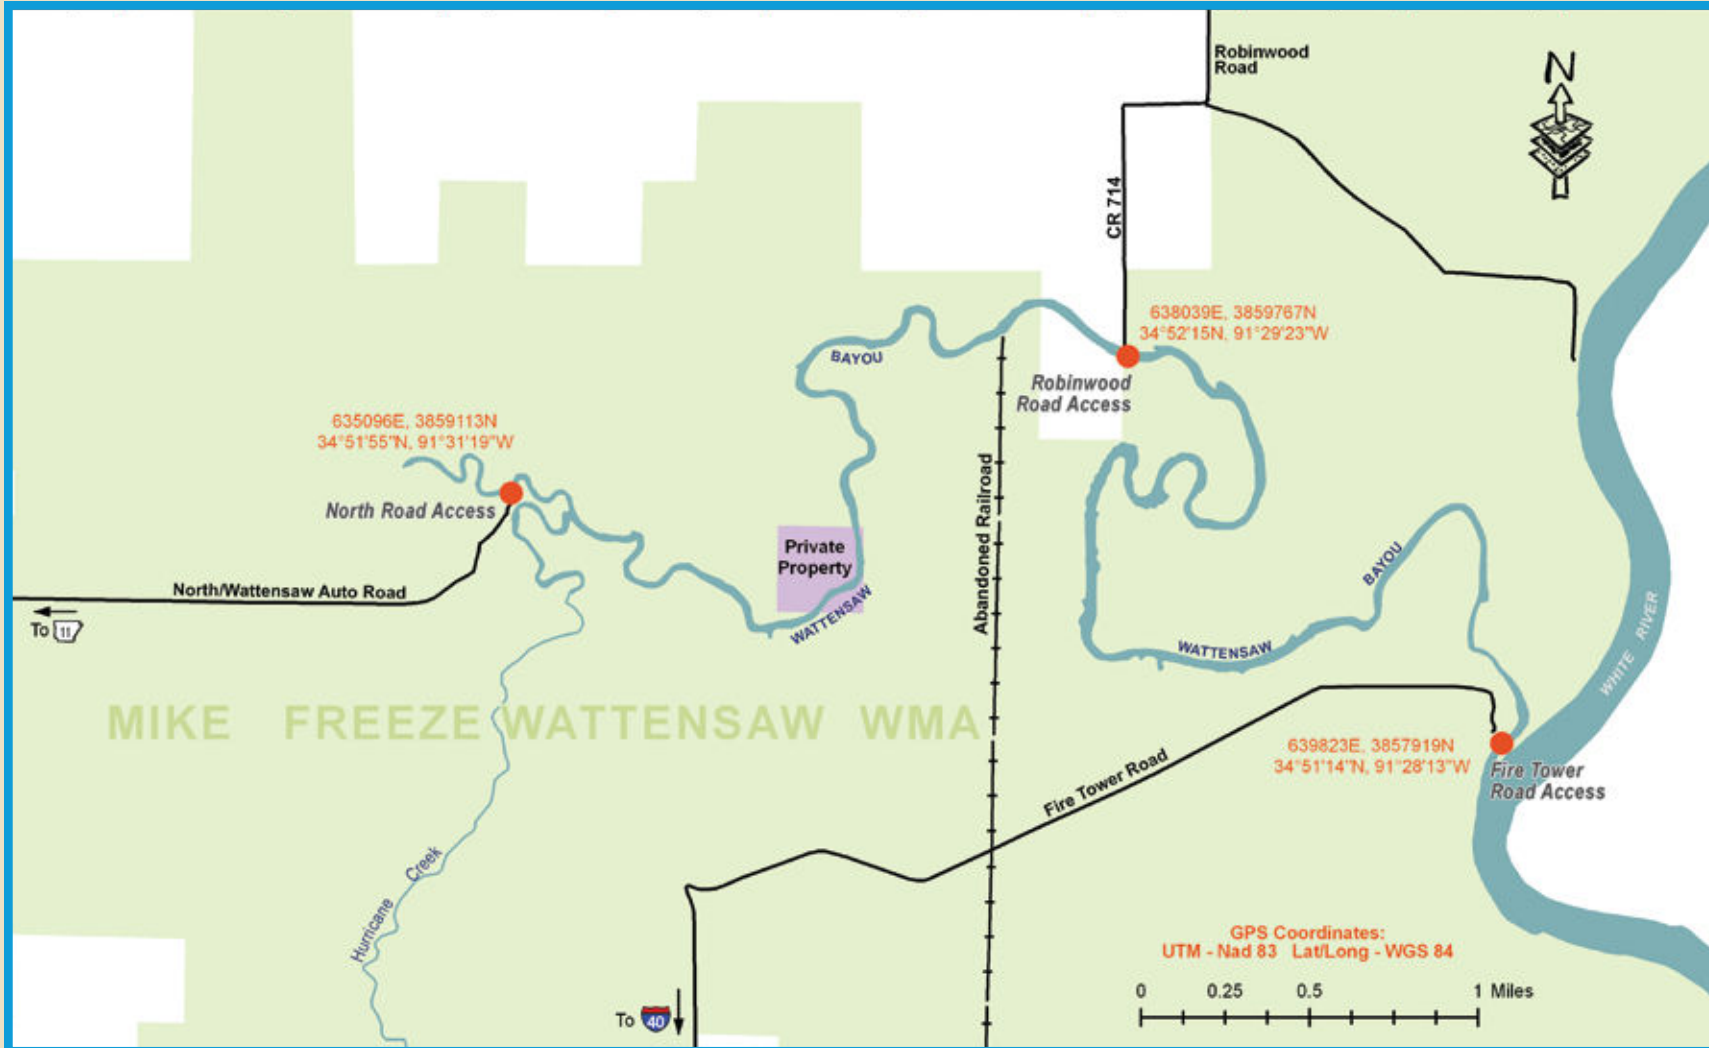 Robinwood
Road
N
CR 714
638039E, 3859767N
34°52'15N, 91°29'23"W
BAYOU
Robinwood
Road Access
635096E, 3859113N
34°51'55"N, 91°31'19"W
North Road Access
Abandoned Railroad
Private
Property
BAYOU
North/Wattensaw Auto Road
WATTENSAW
To 11
WATTENSAW
WHITE RIVER
MIKE FREEZE WATTENSAW WMA
639823E, 3857919N
34°51'14"N, 91°28'13"W
Fire Tower Road
Fire Tower
Road Access
Hurricane Creek
GPS Coordinates:
UTM - Nad 83 Lat/Long - WGS 84
0 0.25 0.5 1 Miles
To 40